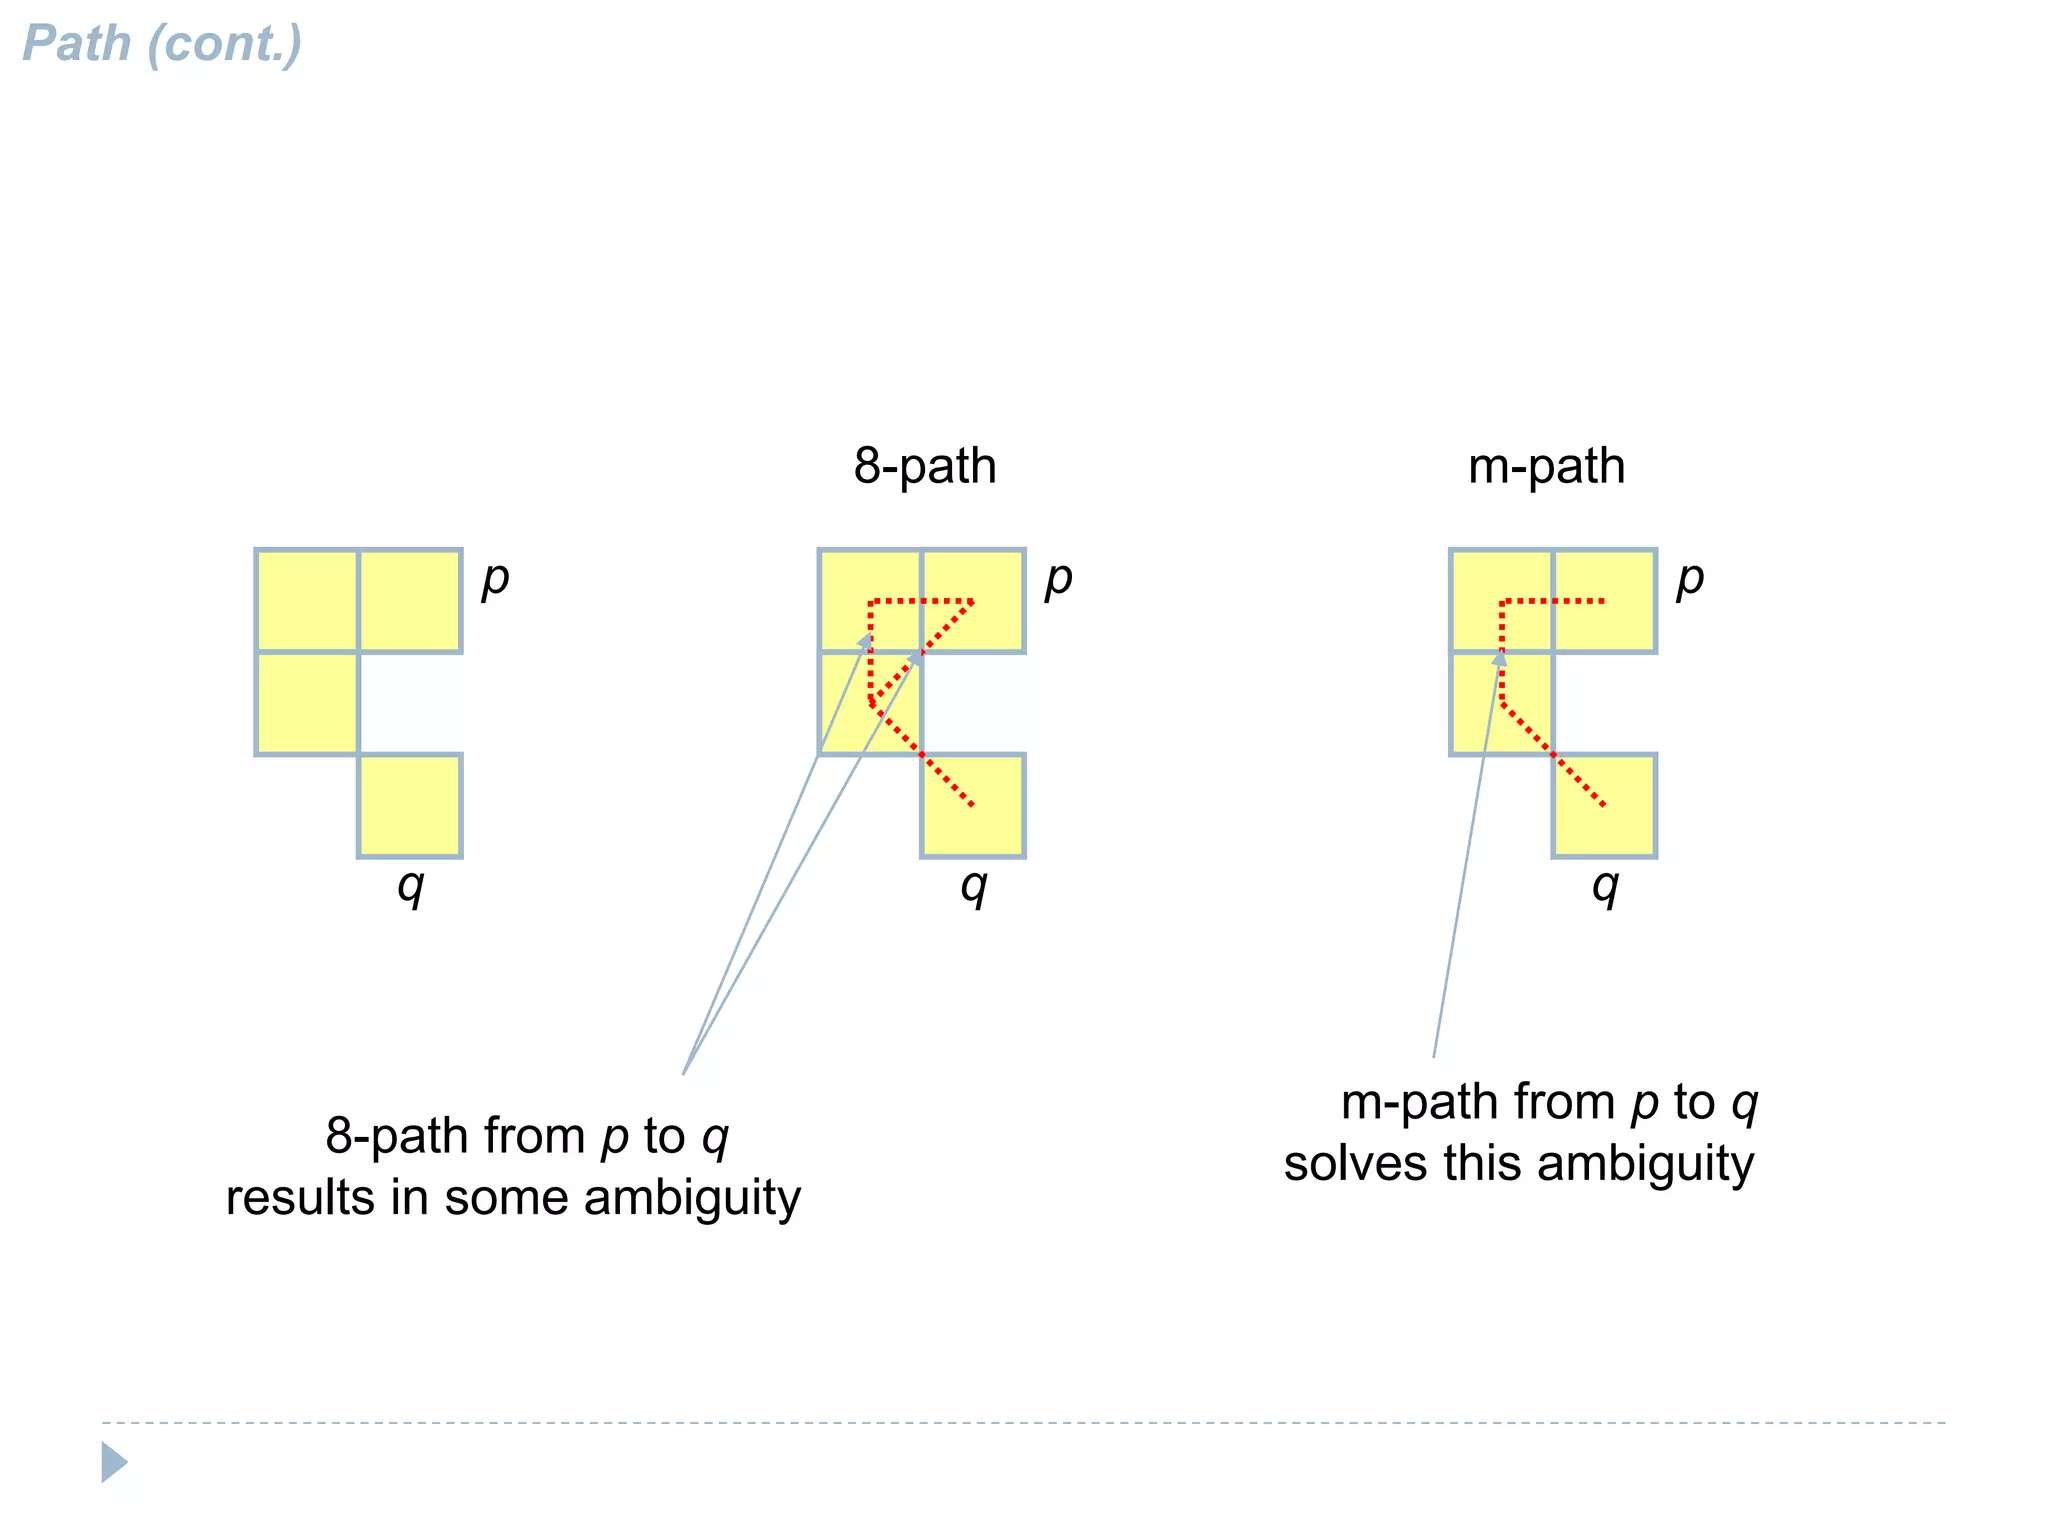 Path (cont.)
8-path
m-path
p
p
p
q
q
q
8-path from p to q
results in some ambiguity
m-path from p to q
solves this ambiguity